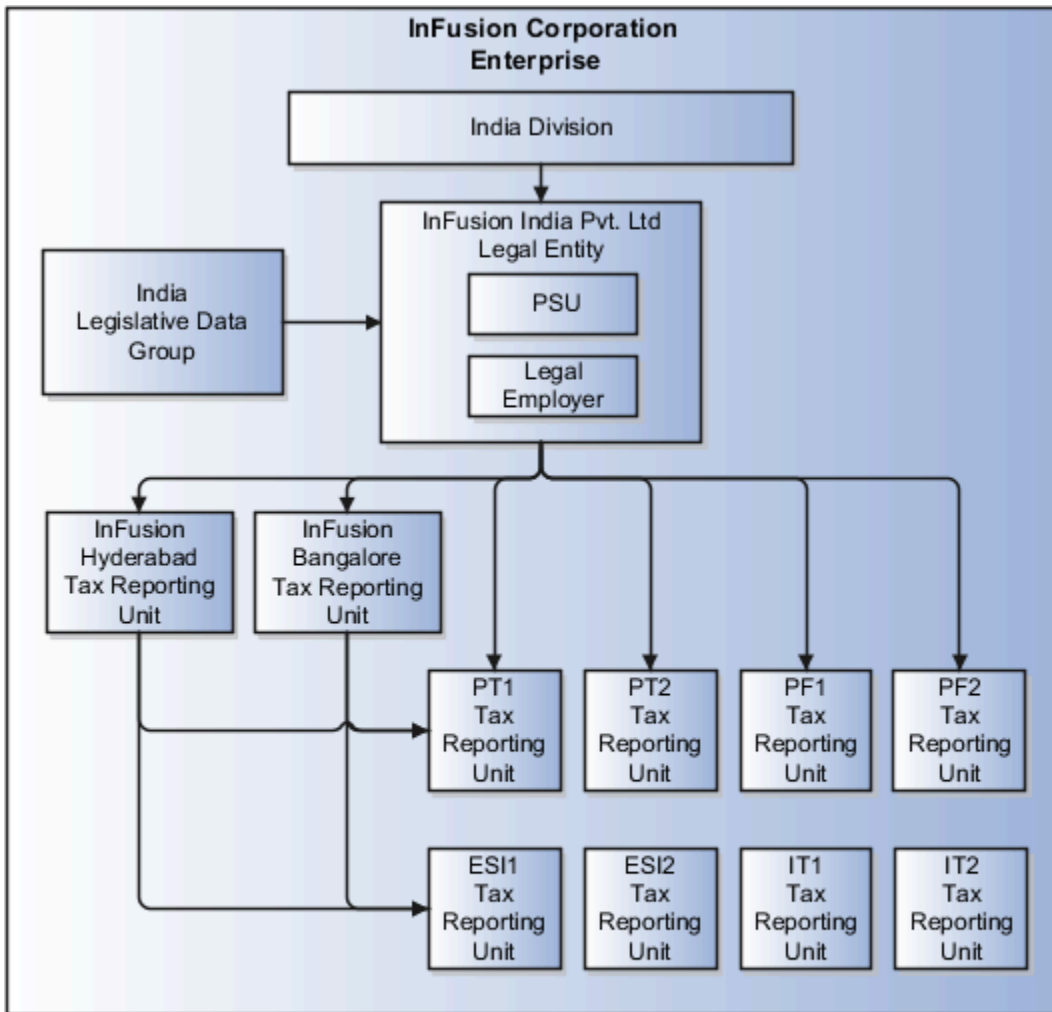 InFusion Corporation
Enterprise
India Division
InFusion India Pvt. Ltd
Legal Entity
PSU
Legal
Employer
India
Legislative Data
Group
InFusion
Hyderabad
Tax Reporting
Unit
InFusion
Bangalore
Tax Reporting
Unit
PT1
Tax
Reporting
Unit
PT2
Tax
Reporting
Unit
PF1
Tax
Reporting
Unit
PF2
Tax
Reporting
Unit
ESI1
Tax
Reporting
Unit
ESI2
Tax
Reporting
Unit
IT1
Tax
Reporting
Unit
IT2
Tax
Reporting
Unit